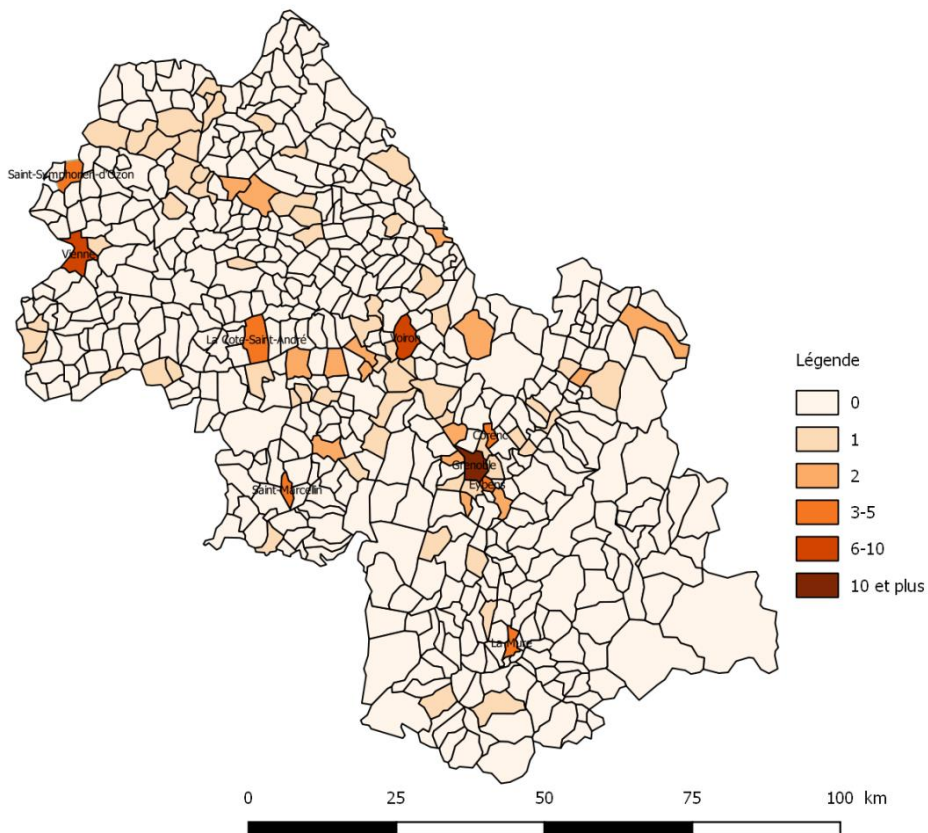 Saint-Symphorien-d'Ozon
Vienne
La Cote-Saint-André
Voiron
Légende
0
1
Corenc
2
Grenoble
Eybens
Saint-Marcellin
3-5
6-10
10 et plus
La Mure
0
25
50
75
100 km